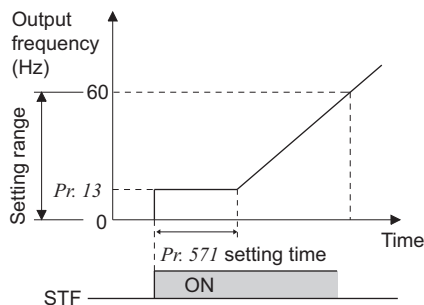 Output
frequency
(Hz)
60
Setting range
Pr. 13
0
Time
Pr. 571 setting time
ON
STF